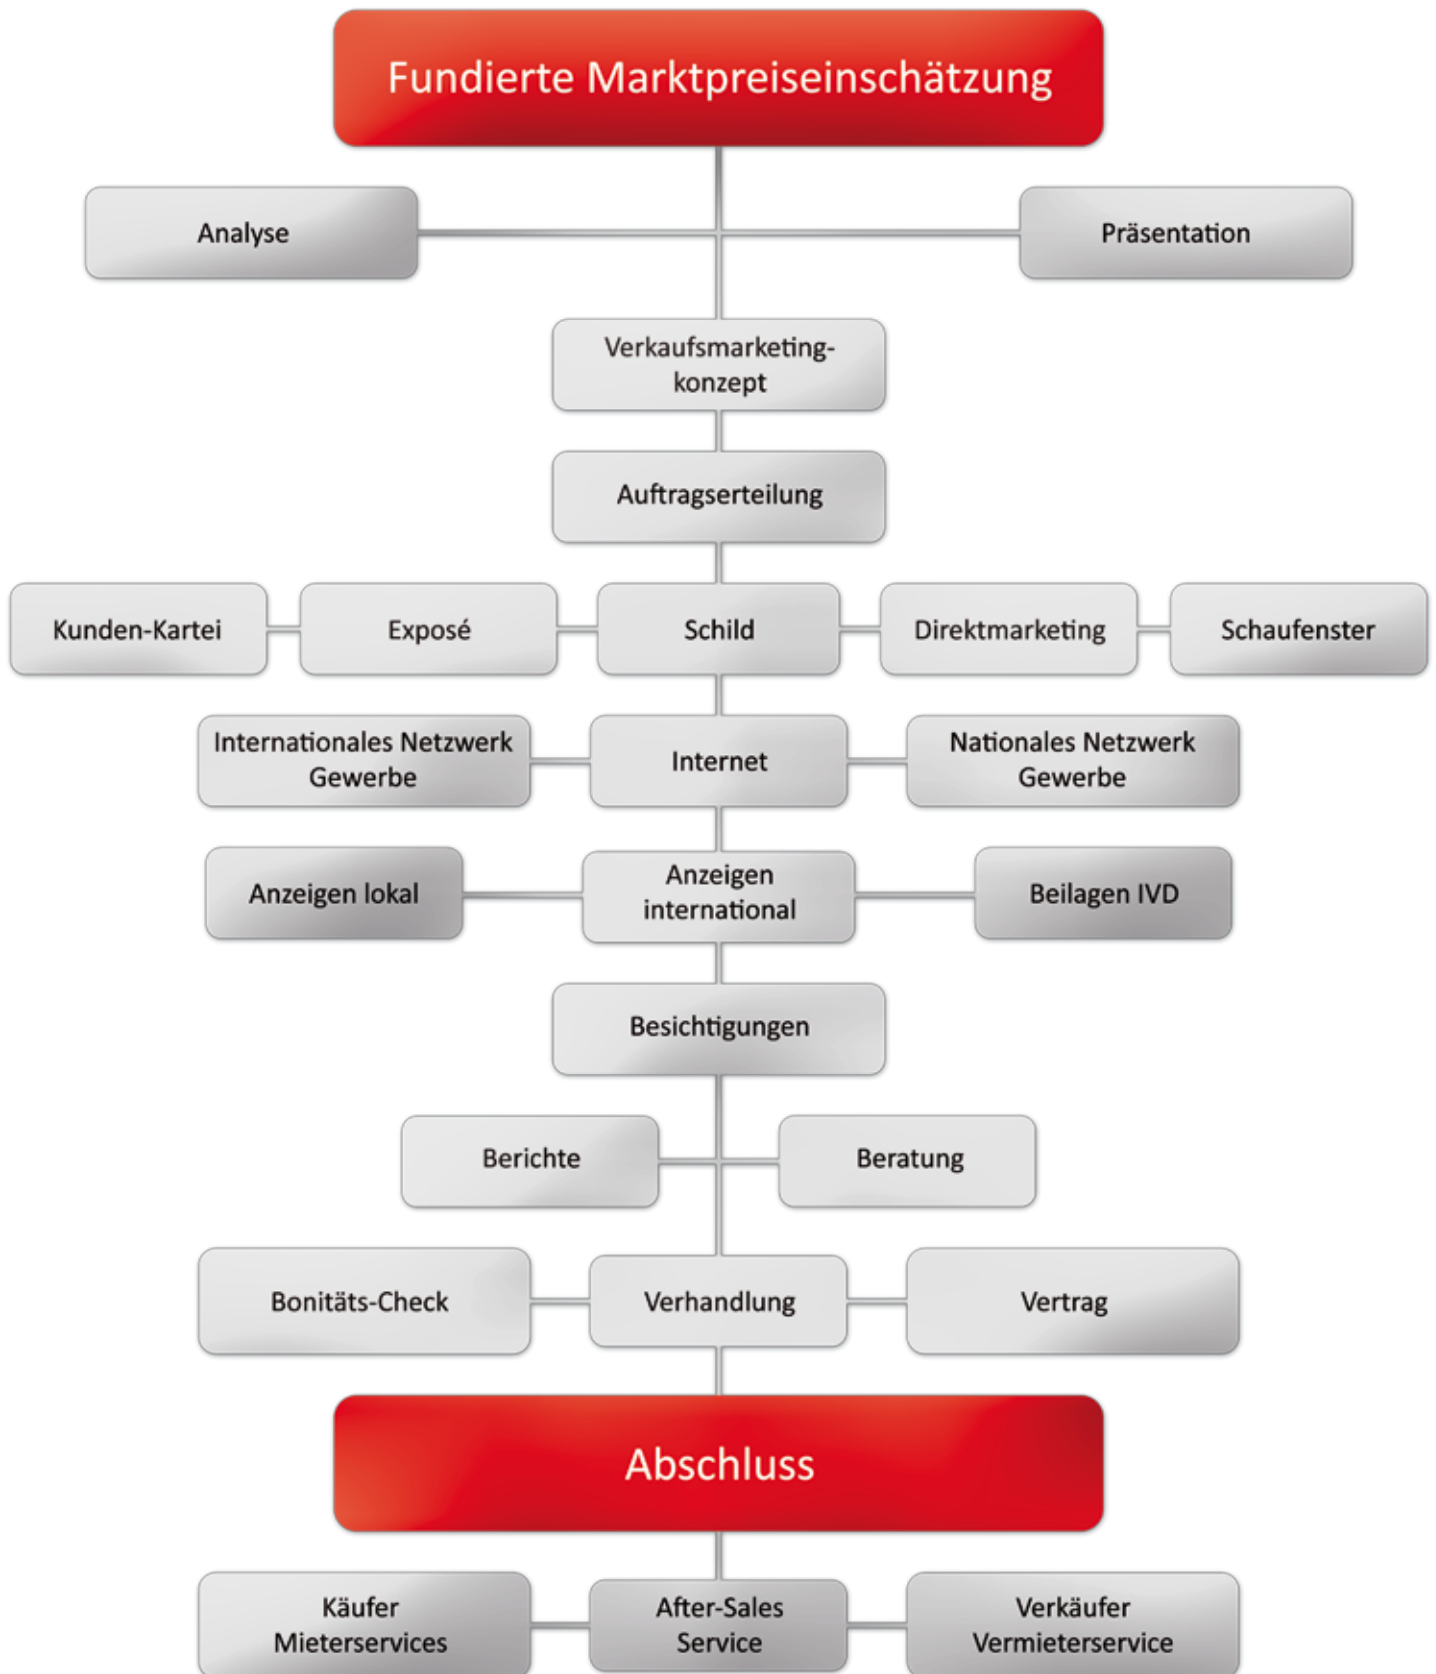 Fundierte Marktpreiseinschätzung
Analyse
Präsentation
Verkaufsmarketing-
konzept
Auftragserteilung
Kunden-Kartei
Exposé
Schild
Direktmarketing
Schaufenster
Internationales Netzwerk
Gewerbe
Internet
Nationales Netzwerk
Gewerbe
Anzeigen lokal
Anzeigen
international
Beilagen IVD
Besichtigungen
Berichte
Beratung
Bonitäts-Check
Verhandlung
Vertrag
Abschluss
Käufer
Mieterservices
After-Sales
Service
Verkäufer
Vermieterservice